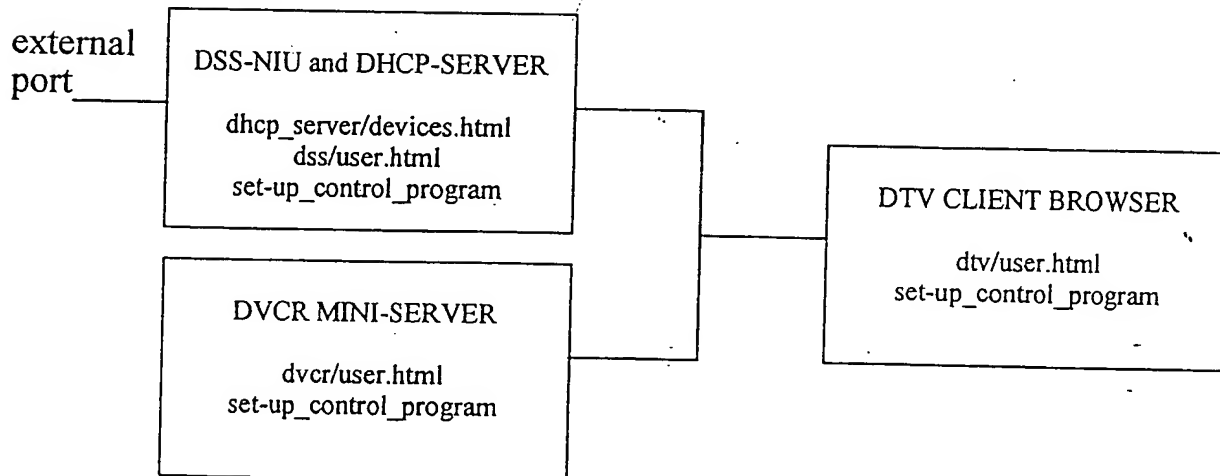 external
port
DSS-NIU and DHCP-SERVER
dhcp_server/devices.html
dss/user.html
set-up_control_program
DVCR MINI-SERVER
dvcr/user.html
set-up_control_program
DTV CLIENT BROWSER
dtv/user.html
set-up_control_program